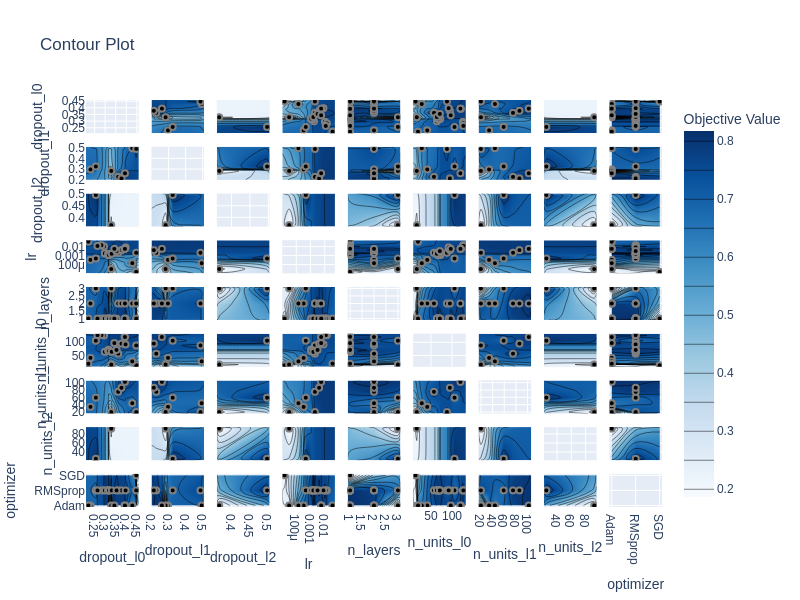 Contour Plot
Objective Value
0.8
0.7
0.6
0.5
0.4
0.3
0.2
dropout_l0
0.45
0.4
0.35
0.3
0.25
dropout_l1
0.5
0.4
0.3
0.2
dropout_l2
0.5
0.45
0.4
lr
0.01
0.001
100μ
n_layers
3
2.5
2
1.5
1
n_units_l0
100
50
n_units_l1
100
80
60
40
20
n_units_l2
80
60
40
optimizer
SGD
RMSprop
Adam
0.25
0.3
0.35
0.4
0.45
0.2
0.3
0.4
0.5
0.4
0.45
0.5
100μ
0.001
0.01
1
1.5
2
2.5
3
50
100
20
40
60
80
100
40
60
80
Adam
RMSprop
SGD
dropout_l0
dropout_l1
dropout_l2
lr
n_layers
n_units_l0
n_units_l1
n_units_l2
optimizer